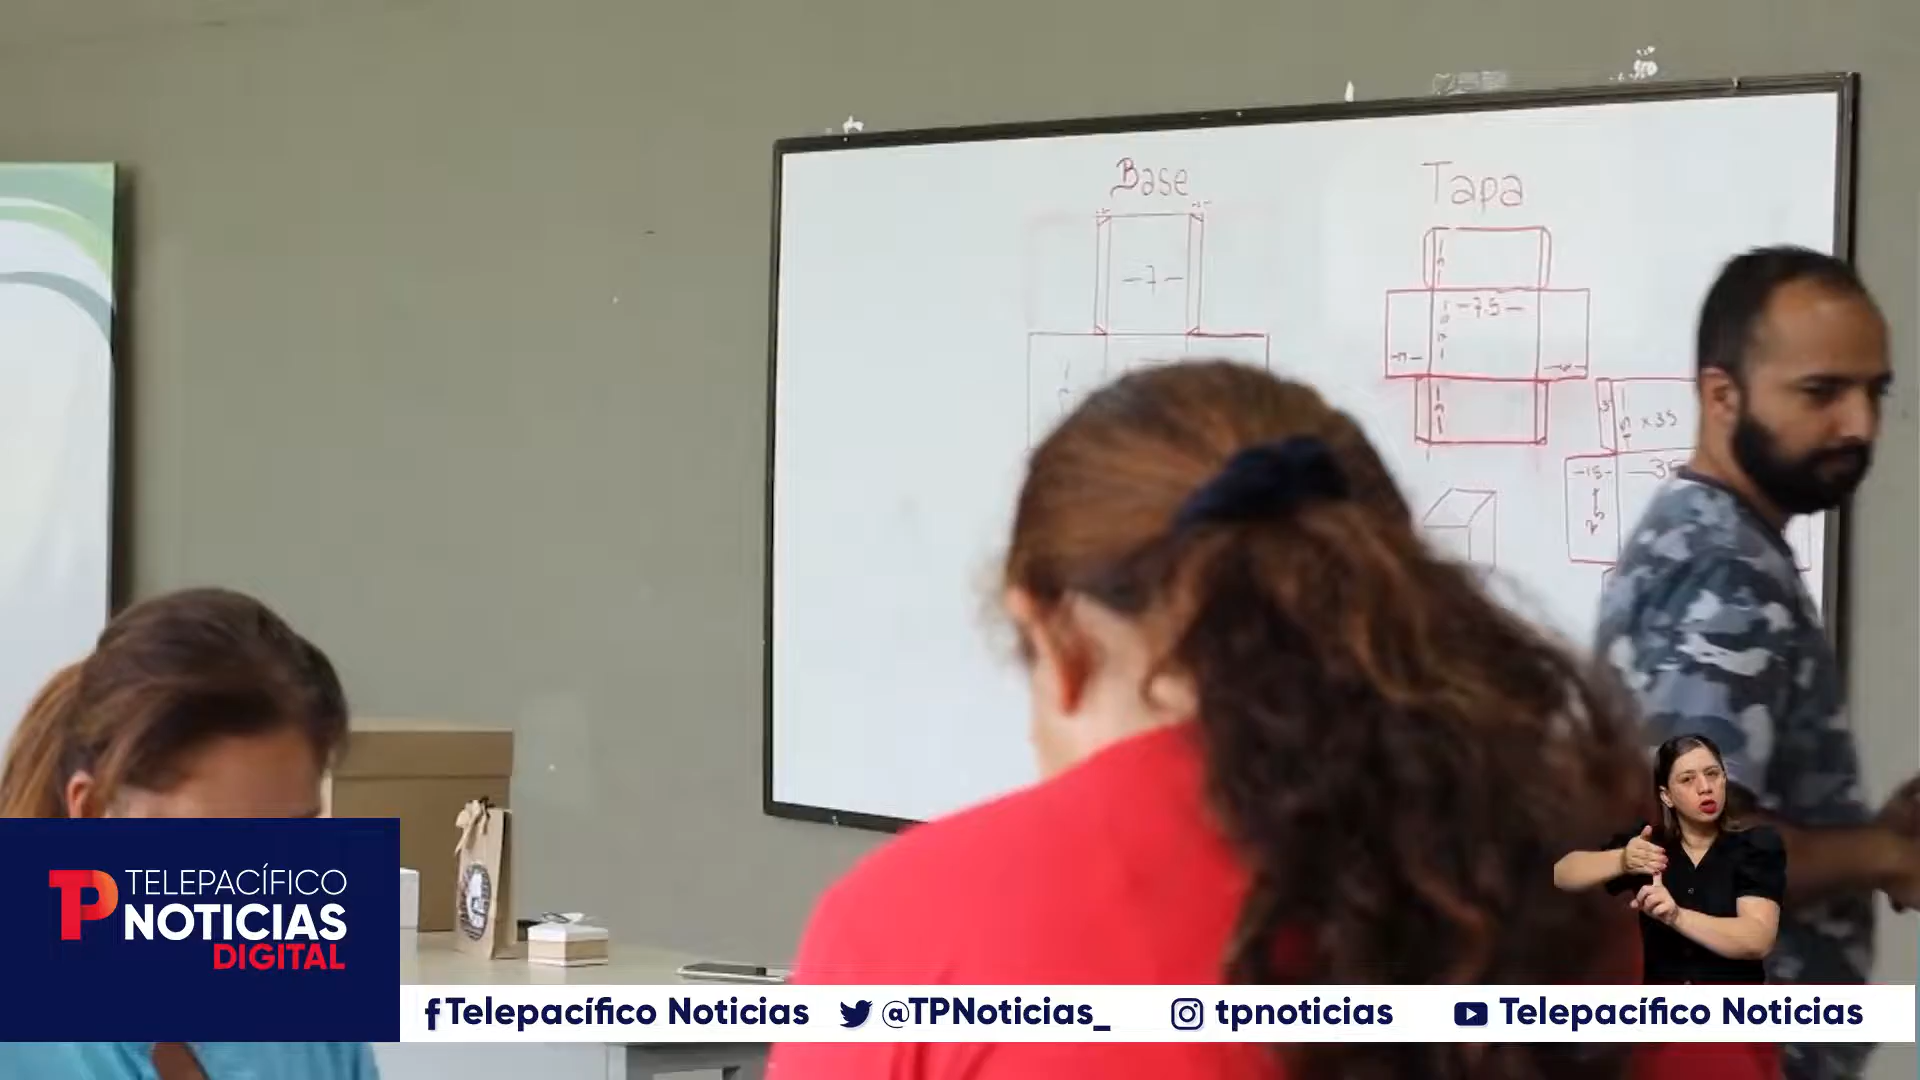 Base
Tapa
-7-
-7.5-
x35
-15-
TELEPACÍFICO
NOTICIAS
DIGITAL
Telepacífico Noticias
@TPNoticias_
tpnoticias
Telepacífico Noticias